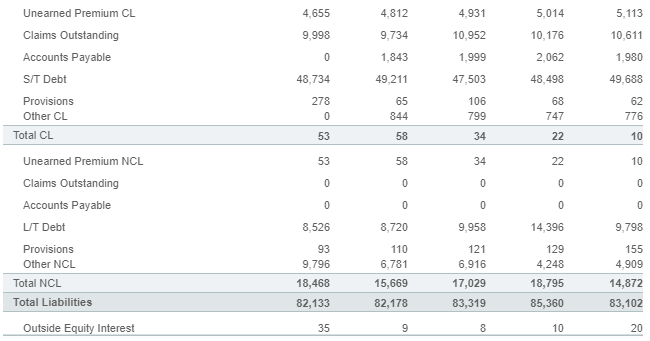 Unearned Premium CL 4,655 4,812 4,931 5,014 5,113
Claims Outstanding 9,998 9,734 10,952 10,176 10,611
Accounts Payable 0 1,843 1,999 2,062 1,980
S/T Debt 48,734 49,211 47,503 48,498 49,688
Provisions 278 65 106 68 62
Other CL 0 844 799 747 776
Total CL 53 58 34 22 10
Unearned Premium NCL 53 58 34 22 10
Claims Outstanding 0 0 0 0 0
Accounts Payable 0 0 0 0 0
L/T Debt 8,526 8,720 9,958 14,396 9,798
Provisions 93 110 121 129 155
Other NCL 9,796 6,781 6,916 4,248 4,909
Total NCL 18,468 15,669 17,029 18,795 14,872
Total Liabilities 82,133 82,178 83,319 85,360 83,102
Outside Equity Interest 35 9 8 10 20